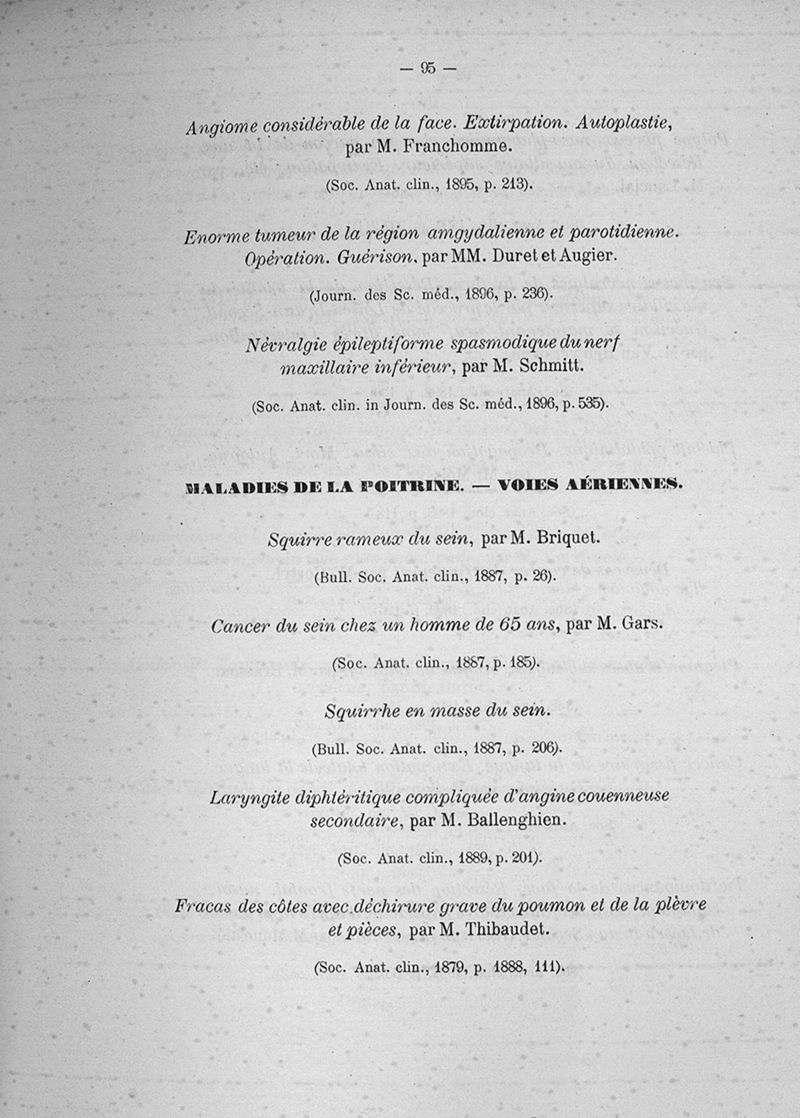 — 95 —
Angiome considérable de la face. Extirpation. Autoplastie,
par M. Franchomme.
(Soc. Anat. clin., 1895, p. 213).
Enorme tumeur de la région amgydalienne et parotidienne.
Opération. Guérison, par MM. Duret et Augier.
(Journ. des Sc. méd., 1896, p. 236).
Névralgie épileptiforme spasmodique du nerf
maxillaire inférieur, par M. Schmitt.
(Soc. Anat. clin. in Journ. des Sc. méd., 1896, p. 535).
MALADIES DE LA POITRINE. — VOIES AÉRIENNES.
Squirre rameux du sein, par M. Briquet.
(Bull. Soc. Anat. clin., 1887, p. 26).
Cancer du sein chez un homme de 65 ans, par M. Gars.
(Soc. Anat. clin., 1887, p. 185).
Squirrhe en masse du sein.
(Bull. Soc. Anat. clin., 1887, p. 206).
Laryngite diphtéritique compliquée d'angine couenneuse
secondaire, par M. Ballenghien.
(Soc. Anat. clin., 1889, p. 201).
Fracas des côtes avec déchirure grave du poumon et de la plèvre
et pièces, par M. Thibaudet.
(Soc. Anat. clin., 1879, p. 1888, 111).